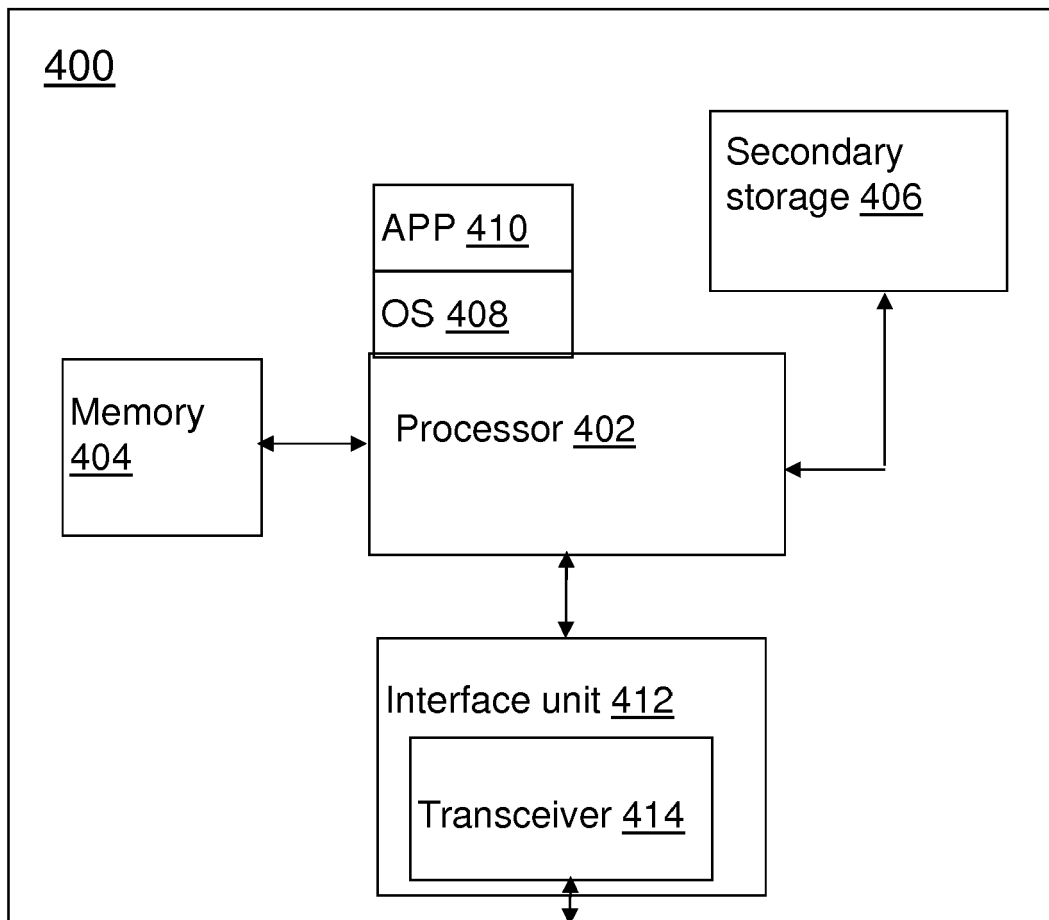 400
Secondary
storage 406
APP 410
OS 408
Memory
404
Processor 402
Interface unit 412
Transceiver 414